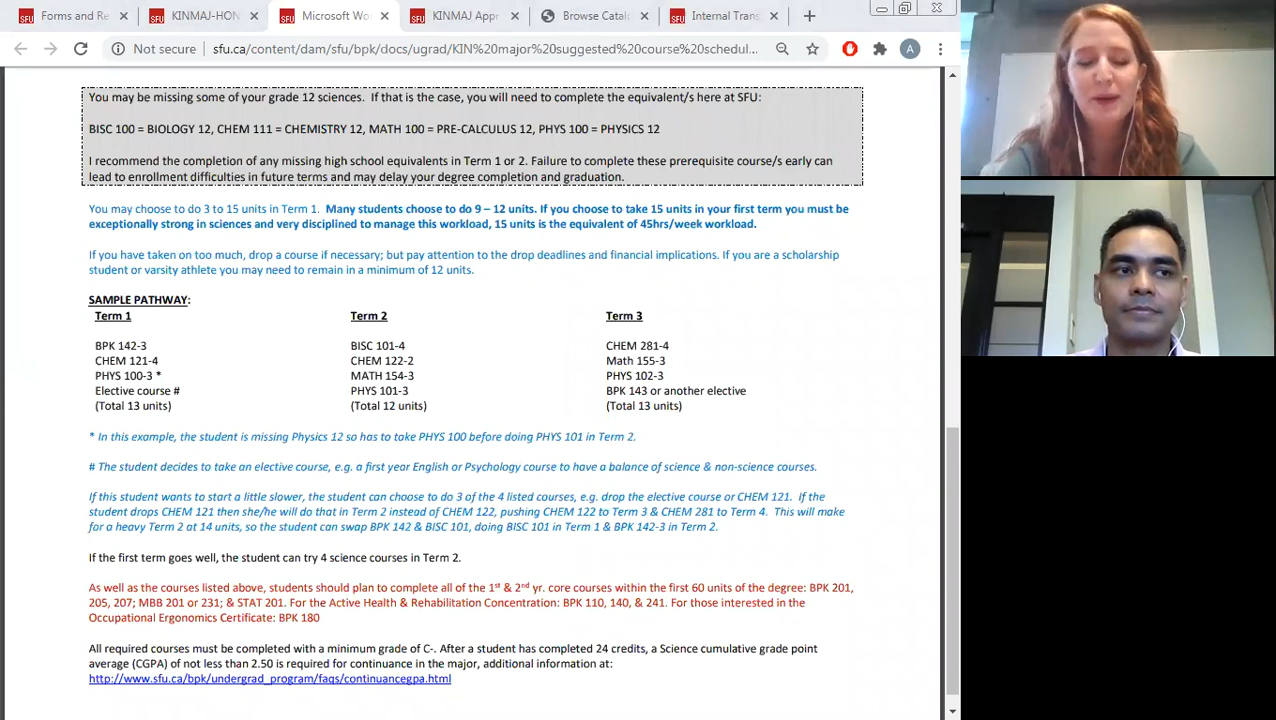 Forms and Re
KINMAJ-HON
Microsoft Wo
KINMAJ Appr
Browse Catal
Internal Trans
Not secure
sfu.ca/content/dam/sfu/bpk/docs/ugrad/KIN%20major%20suggested%20course%20schedul...
A
You may be missing some of your grade 12 sciences. If that is the case, you will need to complete the equivalent/s here at SFU:
BISC 100 = BIOLOGY 12, CHEM 111 = CHEMISTRY 12, MATH 100 = PRE-CALCULUS 12, PHYS 100 = PHYSICS 12
I recommend the completion of any missing high school equivalents in Term 1 or 2. Failure to complete these prerequisite course/s early can
lead to enrollment difficulties in future terms and may delay your degree completion and graduation.
You may choose to do 3 to 15 units in Term 1. Many students choose to do 9 – 12 units. If you choose to take 15 units in your first term you must be
exceptionally strong in sciences and very disciplined to manage this workload, 15 units is the equivalent of 45hrs/week workload.
If you have taken on too much, drop a course if necessary; but pay attention to the drop deadlines and financial implications. If you are a scholarship
student or varsity athlete you may need to remain in a minimum of 12 units.
SAMPLE PATHWAY:
Term 1
BPK 142-3
CHEM 121-4
PHYS 100-3 *
Elective course #
(Total 13 units)
Term 2
BISC 101-4
CHEM 122-2
MATH 154-3
PHYS 101-3
(Total 12 units)
Term 3
CHEM 281-4
Math 155-3
PHYS 102-3
BPK 143 or another elective
(Total 13 units)
* In this example, the student is missing Physics 12 so has to take PHYS 100 before doing PHYS 101 in Term 2.
# The student decides to take an elective course, e.g. a first year English or Psychology course to have a balance of science & non-science courses.
If this student wants to start a little slower, the student can choose to do 3 of the 4 listed courses, e.g. drop the elective course or CHEM 121. If the
student drops CHEM 121 then she/he will do that in Term 2 instead of CHEM 122, pushing CHEM 122 to Term 3 & CHEM 281 to Term 4. This will make
for a heavy Term 2 at 14 units, so the student can swap BPK 142 & BISC 101, doing BISC 101 in Term 1 & BPK 142-3 in Term 2.
If the first term goes well, the student can try 4 science courses in Term 2.
As well as the courses listed above, students should plan to complete all of the 1st & 2nd yr. core courses within the first 60 units of the degree: BPK 201,
205, 207; MBB 201 or 231; & STAT 201. For the Active Health & Rehabilitation Concentration: BPK 110, 140, & 241. For those interested in the
Occupational Ergonomics Certificate: BPK 180
All required courses must be completed with a minimum grade of C-. After a student has completed 24 credits, a Science cumulative grade point
average (CGPA) of not less than 2.50 is required for continuance in the major, additional information at:
http://www.sfu.ca/bpk/undergrad_program/faqs/continuancegpa.html